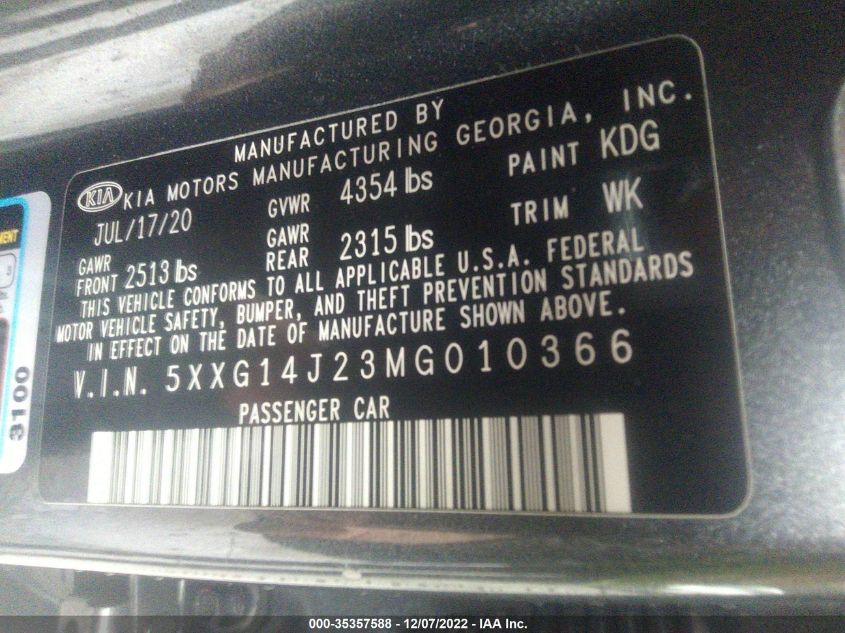 MANUFACTURED BY
KIA KIA MOTORS MANUFACTURING GEORGIA, INC.
JUL/17/20 GVWR 4354 lbs PAINT KDG
GAWR FRONT 2513 lbs GAWR REAR 2315 lbs TRIM WK
THIS VEHICLE CONFORMS TO ALL APPLICABLE U.S.A. FEDERAL
MOTOR VEHICLE SAFETY, BUMPER, AND THEFT PREVENTION STANDARDS
IN EFFECT ON THE DATE OF MANUFACTURE SHOWN ABOVE.
V.I.N. 5XXG14J23MG010366
PASSENGER CAR
3100
000-35357588 - 12/07/2022 - IAA Inc.